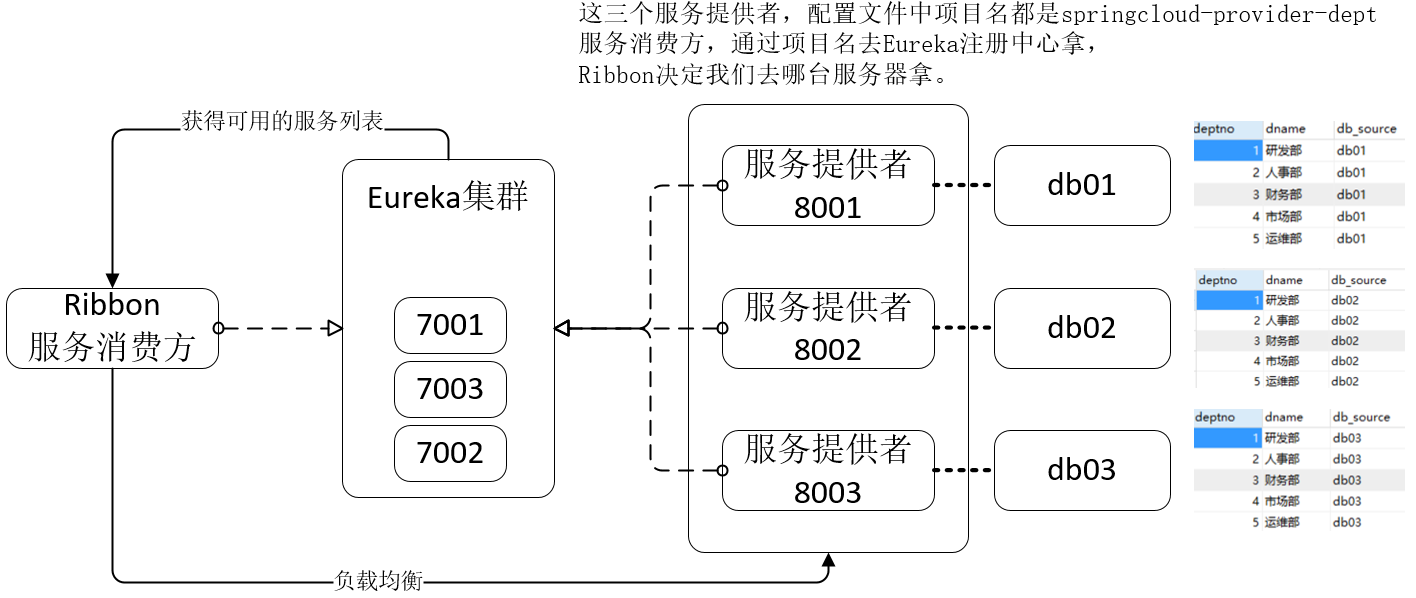 这三个服务提供者，配置文件中项目名都是springcloud-provider-dept
服务消费方，通过项目名去Eureka注册中心拿，
Ribbon决定我们去哪台服务器拿。
获得可用的服务列表
Eureka集群
7001
7003
7002
Ribbon
服务消费方
负载均衡
服务提供者
8001
服务提供者
8002
服务提供者
8003
db01
db02
db03
deptno dname db_source
1 研发部 db01
2 人事部 db01
3 财务部 db01
4 市场部 db01
5 运维部 db01
deptno dname db_source
1 研发部 db02
2 人事部 db02
3 财务部 db02
4 市场部 db02
5 运维部 db02
deptno dname db_source
1 研发部 db03
2 人事部 db03
3 财务部 db03
4 市场部 db03
5 运维部 db03